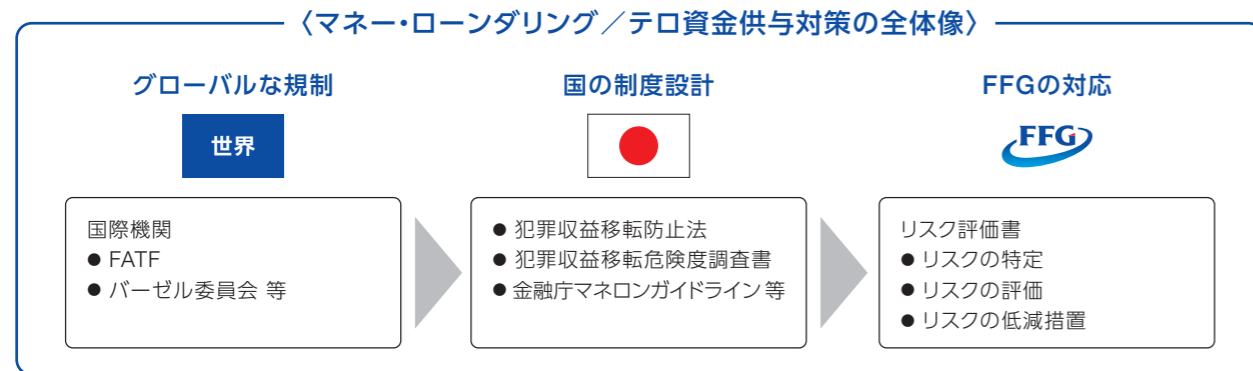 〈マネー・ローンダリング／テロ資金供与対策の全体像〉
グローバルな規制
世界
国際機関
● FATF
● バーゼル委員会 等
国の制度設計
● 犯罪収益移転防止法
● 犯罪収益移転危険度調査書
● 金融庁マネロンガイドライン 等
FFGの対応
FFG
リスク評価書
● リスクの特定
● リスクの評価
● リスクの低減措置